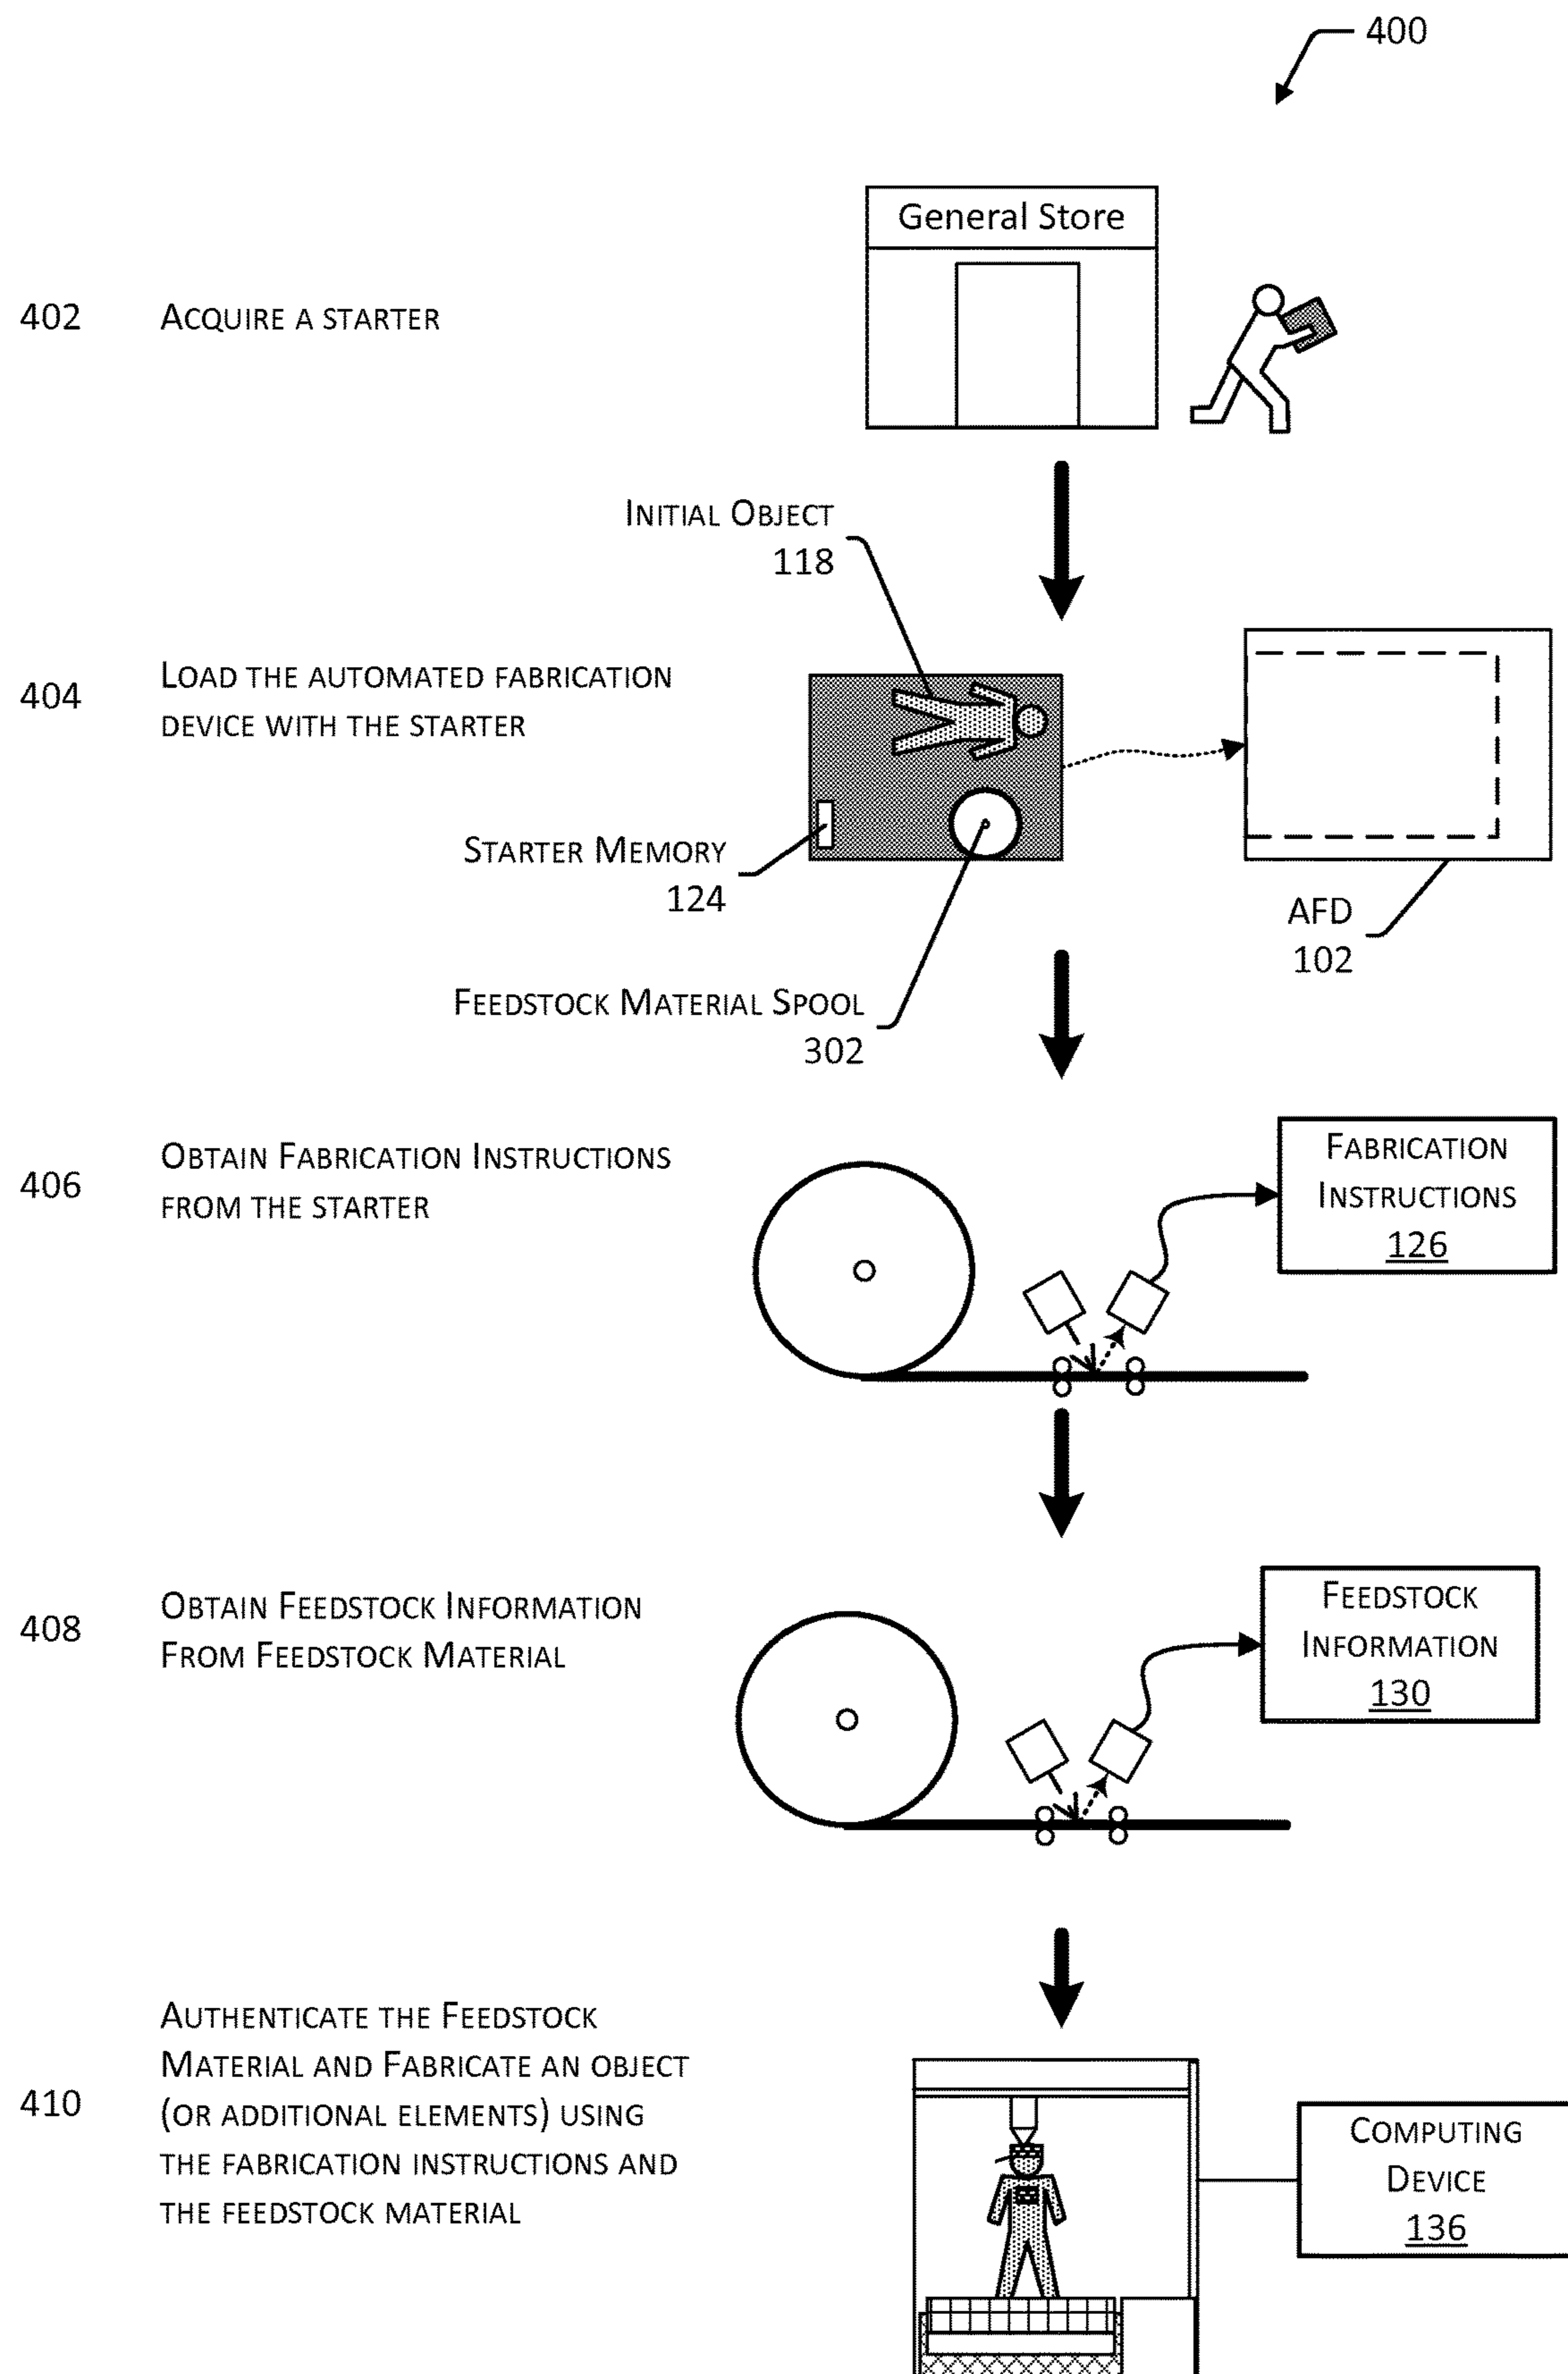 400
General Store
402
ACQUIRE A STARTER
INITIAL OBJECT
118
404
LOAD THE AUTOMATED FABRICATION
DEVICE WITH THE STARTER
STARTER MEMORY
124
AFD
102
FEEDSTOCK MATERIAL SPOOL
302
406
OBTAIN FABRICATION INSTRUCTIONS
FROM THE STARTER
FABRICATION
INSTRUCTIONS
126
408
OBTAIN FEEDSTOCK INFORMATION
FROM FEEDSTOCK MATERIAL
FEEDSTOCK
INFORMATION
130
410
AUTHENTICATE THE FEEDSTOCK
MATERIAL AND FABRICATE AN OBJECT
(OR ADDITIONAL ELEMENTS) USING
THE FABRICATION INSTRUCTIONS AND
THE FEEDSTOCK MATERIAL
COMPUTING
DEVICE
136